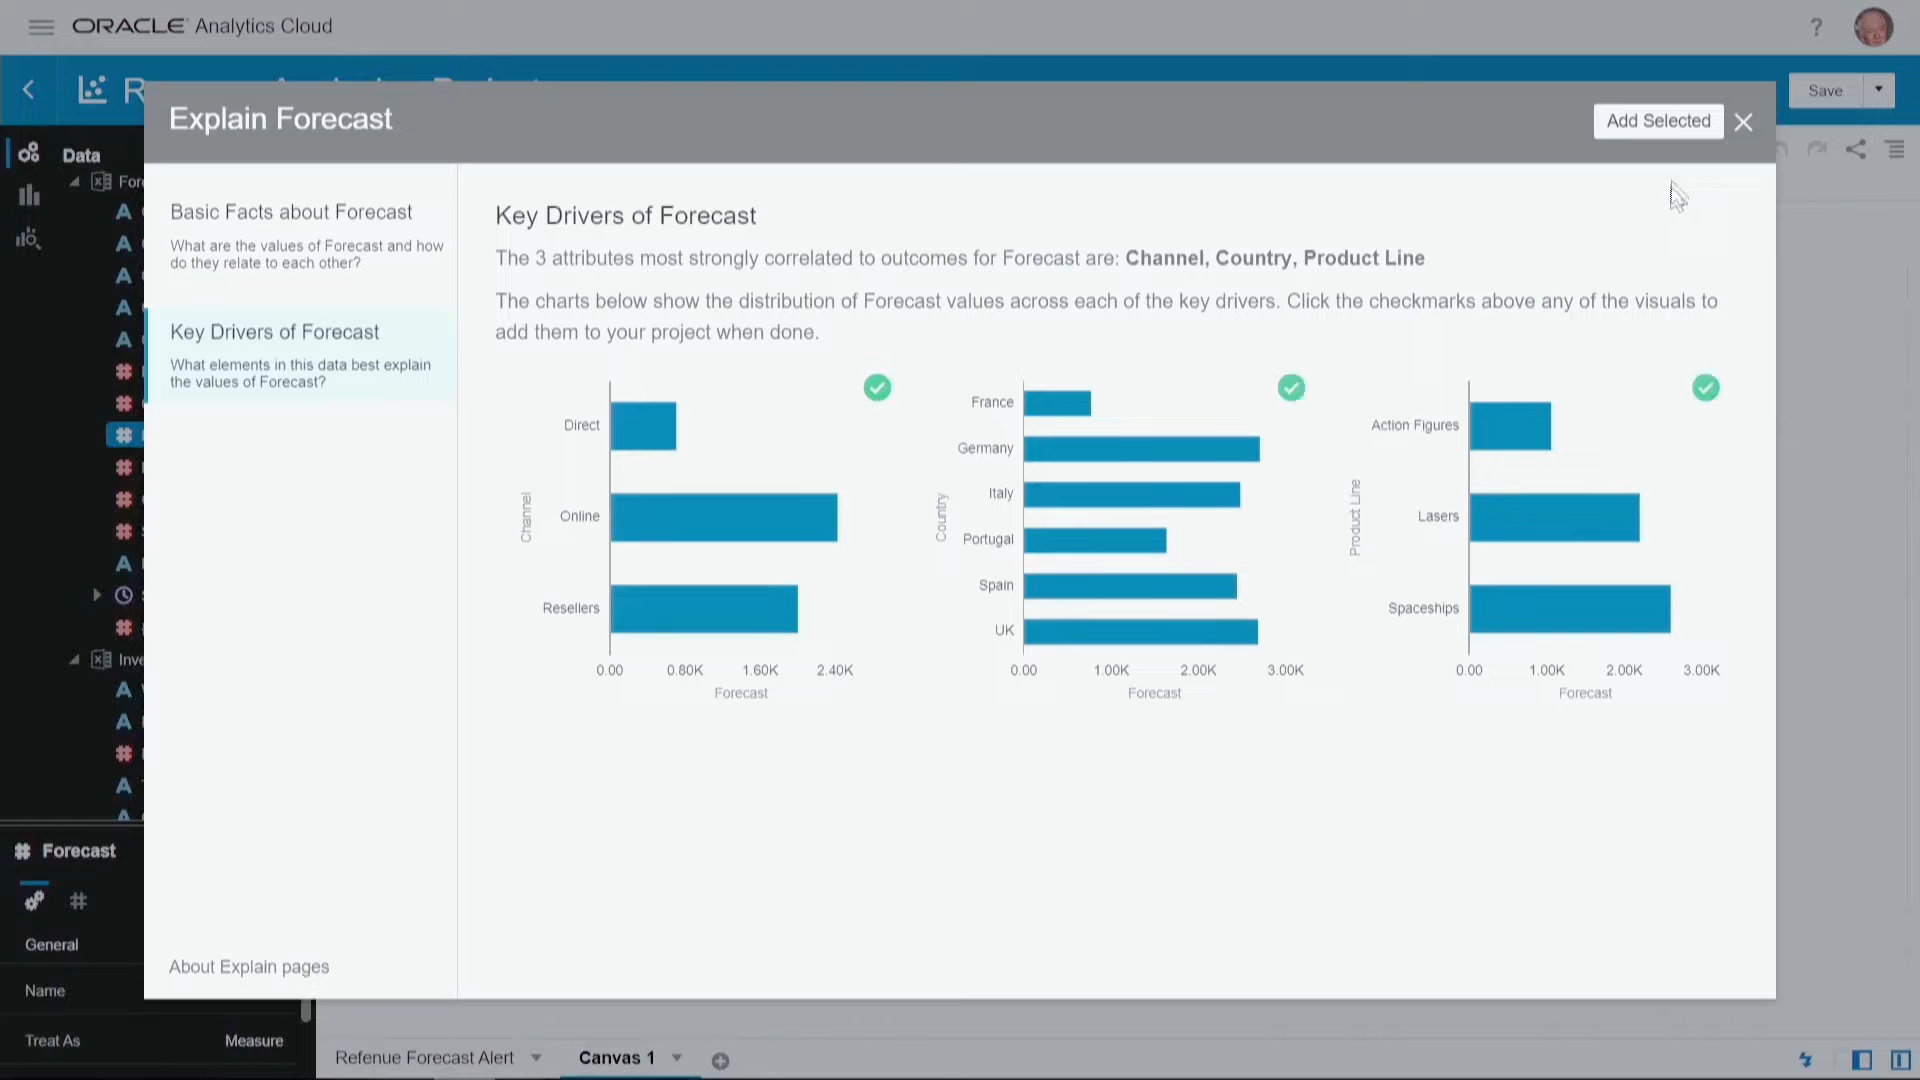 ORACLE Analytics Cloud
?
Save
Explain Forecast
Add Selected
Data
Basic Facts about Forecast
What are the values of Forecast and how
do they relate to each other?
Key Drivers of Forecast
What elements in this data best explain
the values of Forecast?
About Explain pages
Key Drivers of Forecast
The 3 attributes most strongly correlated to outcomes for Forecast are: Channel, Country, Product Line
The charts below show the distribution of Forecast values across each of the key drivers. Click the checkmarks above any of the visuals to
add them to your project when done.
Channel
Direct
Online
Resellers
0.00 0.80K 1.60K 2.40K
Forecast
Country
France
Germany
Italy
Portugal
Spain
UK
0.00 1.00K 2.00K 3.00K
Forecast
Product Line
Action Figures
Lasers
Spaceships
0.00 1.00K 2.00K 3.00K
Forecast
# Forecast
General
Name
Treat As Measure
Refenue Forecast Alert
Canvas 1